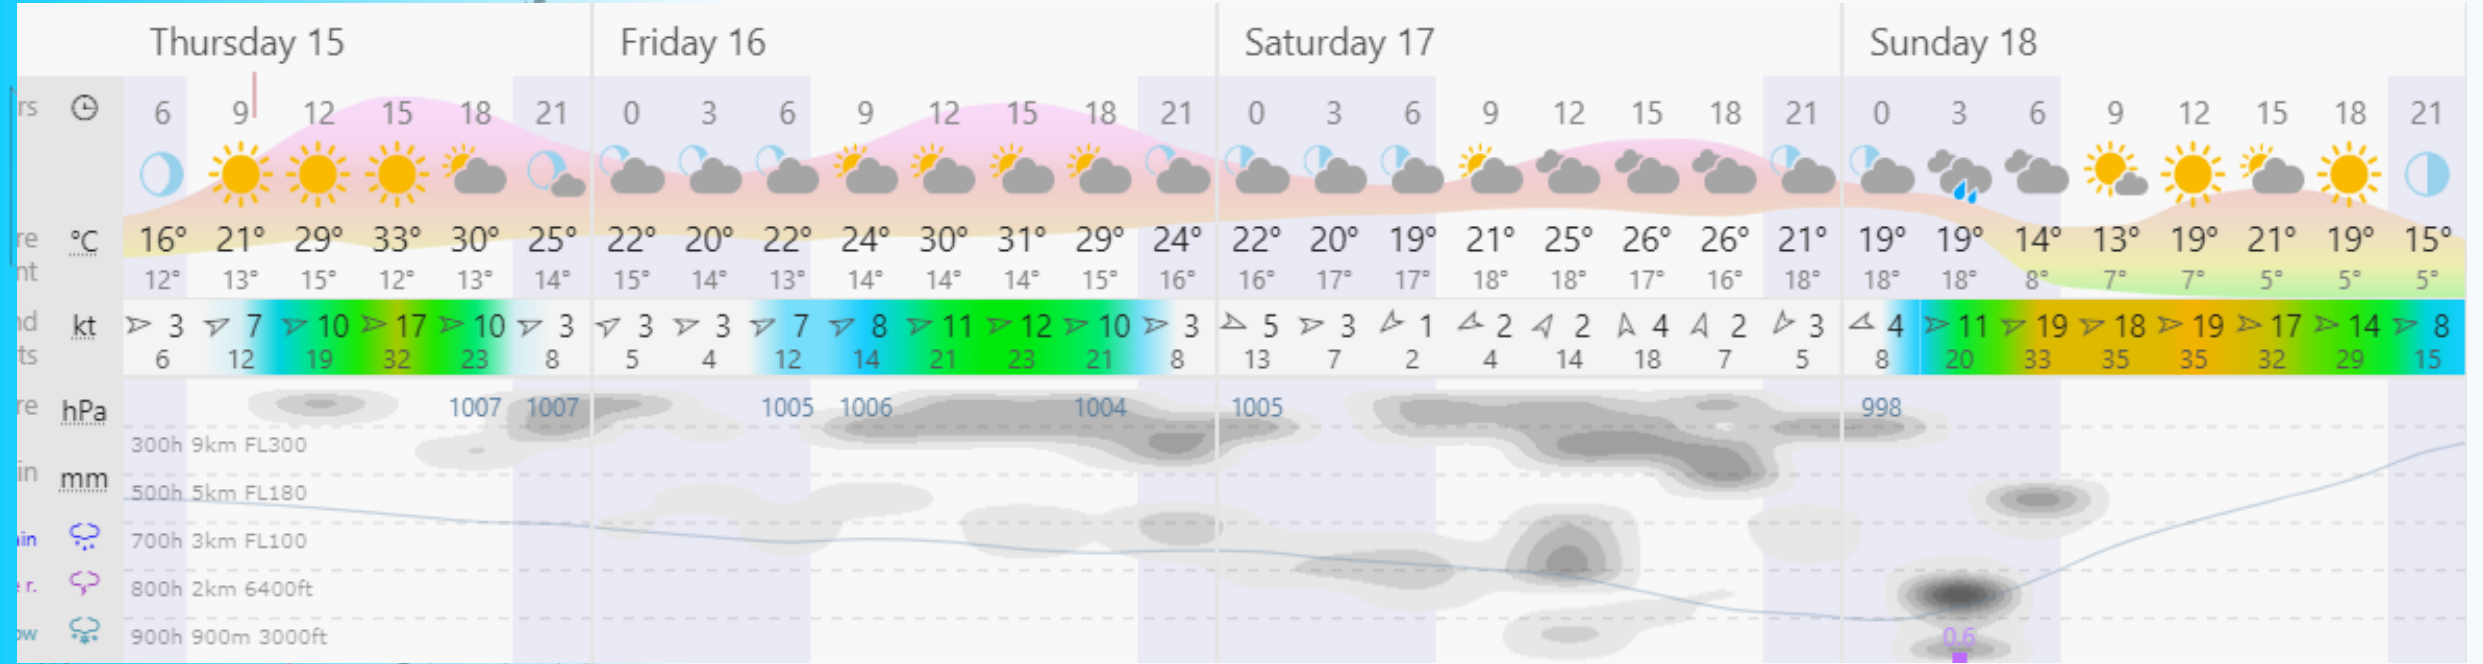 Thursday 15 Friday 16 Saturday 17 Sunday 18
rs 6 9 12 15 18 21 0 3 6 9 12 15 18 21 0 3 6 9 12 15 18 21 0 3 6 9 12 15 18 21
re °C 16° 21° 29° 33° 30° 25° 22° 20° 22° 24° 30° 31° 29° 24° 22° 20° 19° 21° 25° 26° 26° 21° 19° 19° 14° 13° 19° 21° 19° 15°
nt 12° 13° 15° 12° 13° 14° 15° 14° 13° 14° 14° 14° 15° 16° 16° 17° 17° 18° 18° 17° 16° 18° 18° 18° 8° 7° 7° 5° 5° 5°
nd kt 3 7 10 17 10 3 3 3 7 8 11 12 10 3 5 3 1 2 2 4 2 3 4 11 19 18 19 17 14 8
ts 6 12 19 32 23 8 5 4 12 14 21 23 21 8 13 7 2 4 14 18 7 5 8 20 33 35 35 32 29 15
re hPa 1007 1007 1005 1006 1004 1005 998
300h 9km FL300
in mm
500h 5km FL180
ain 700h 3km FL100
e r. 800h 2km 6400ft
ow 900h 900m 3000ft 0.6